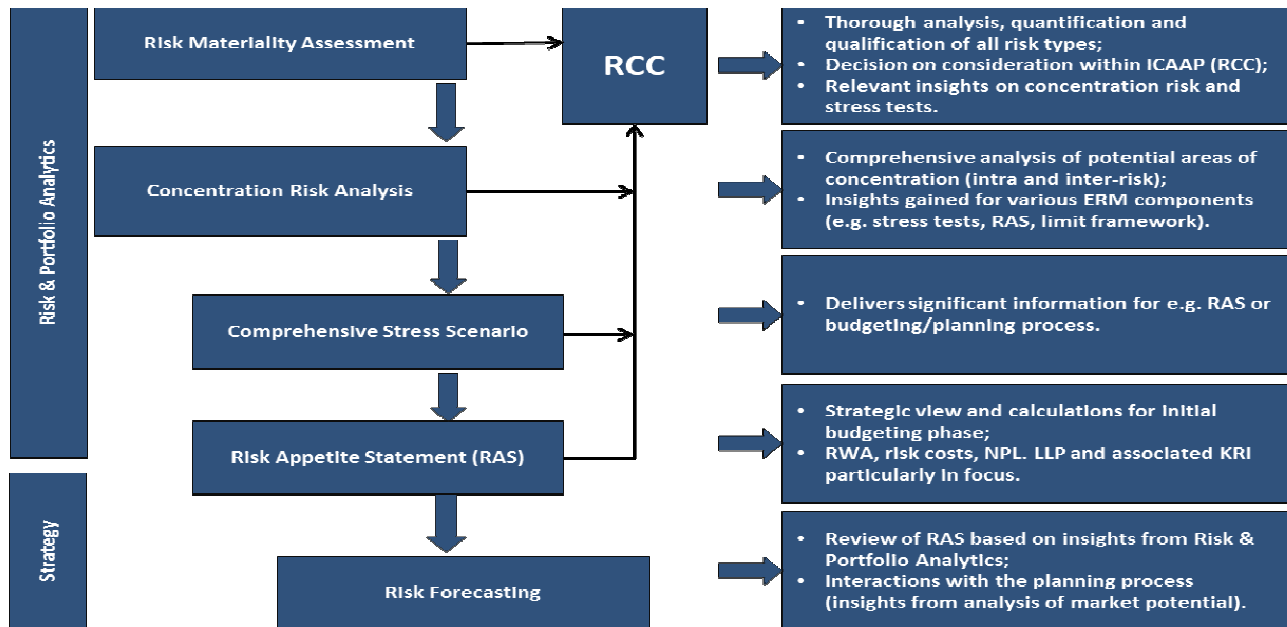 Risk & Portfolio Analytics
Strategy
Risk Materiality Assessment
RCC
Concentration Risk Analysis
Comprehensive Stress Scenario
Risk Appetite Statement (RAS)
Risk Forecasting
• Thorough analysis, quantification and
qualification of all risk types;
• Decision on consideration within ICAAP (RCC);
• Relevant insights on concentration risk and
stress tests.
• Comprehensive analysis of potential areas of
concentration (intra and inter-risk);
• Insights gained for various ERM components
(e.g. stress tests, RAS, limit framework).
• Delivers significant information for e.g. RAS or
budgeting/planning process.
• Strategic view and calculations for initial
budgeting phase;
• RWA, risk costs, NPL. LLP and associated KRI
particularly in focus.
• Review of RAS based on insights from Risk &
Portfolio Analytics;
• Interactions with the planning process
(insights from analysis of market potential).